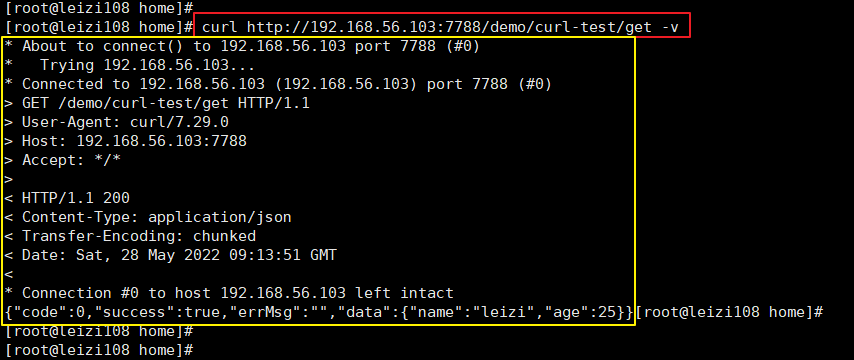 [root@leizi108 home]#
[root@leizi108 home]# curl http://192.168.56.103:7788/demo/curl-test/get -v
* About to connect() to 192.168.56.103 port 7788 (#0)
*   Trying 192.168.56.103...
* Connected to 192.168.56.103 (192.168.56.103) port 7788 (#0)
> GET /demo/curl-test/get HTTP/1.1
> User-Agent: curl/7.29.0
> Host: 192.168.56.103:7788
> Accept: */*
>
< HTTP/1.1 200
< Content-Type: application/json
< Transfer-Encoding: chunked
< Date: Sat, 28 May 2022 09:13:51 GMT
<
* Connection #0 to host 192.168.56.103 left intact
{"code":0,"success":true,"errMsg":"","data":{"name":"leizi","age":25}}[root@leizi108 home]#
[root@leizi108 home]#
[root@leizi108 home]#